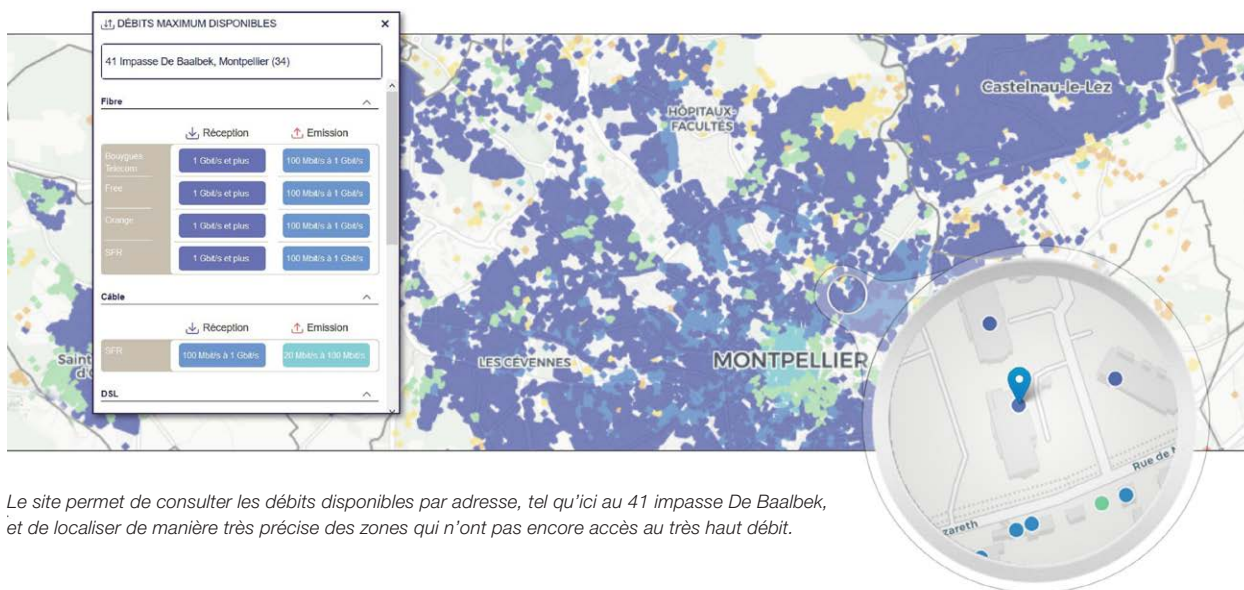 DÉBITS MAXIMUM DISPONIBLES
41 Impasse De Baalbek, Montpellier (34)
Fibre
Réception Emission
Bouygues Telecom 1 Gbit/s et plus 100 Mbit/s à 1 Gbit/s
Free 1 Gbit/s et plus 100 Mbit/s à 1 Gbit/s
Orange 1 Gbit/s et plus 100 Mbit/s à 1 Gbit/s
SFR 1 Gbit/s et plus 100 Mbit/s à 1 Gbit/s
Câble
Réception Emission
SFR 100 Mbit/s à 1 Gbit/s
DSL
HÔPITAUX-
FACULTÉS
Castelnau-le-Lez
Saint
LES CÉVENNES
MONTPELLIER
Rue de
zareth
Le site permet de consulter les débits disponibles par adresse, tel qu’ici au 41 impasse De Baalbek,
et de localiser de manière très précise des zones qui n’ont pas encore accès au très haut débit.